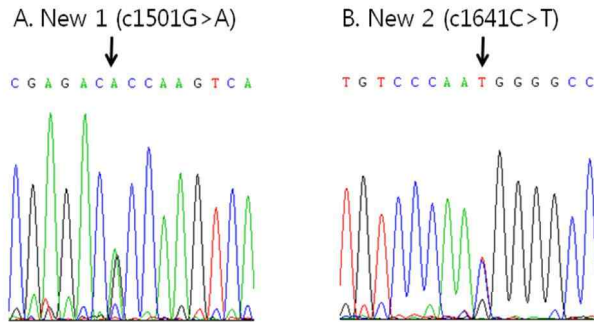 A. New 1 (c1501G>A)
B. New 2 (c1641C>T)
C G A G A C A C C A A G T C A
T G T C C C A A T G G G G C C